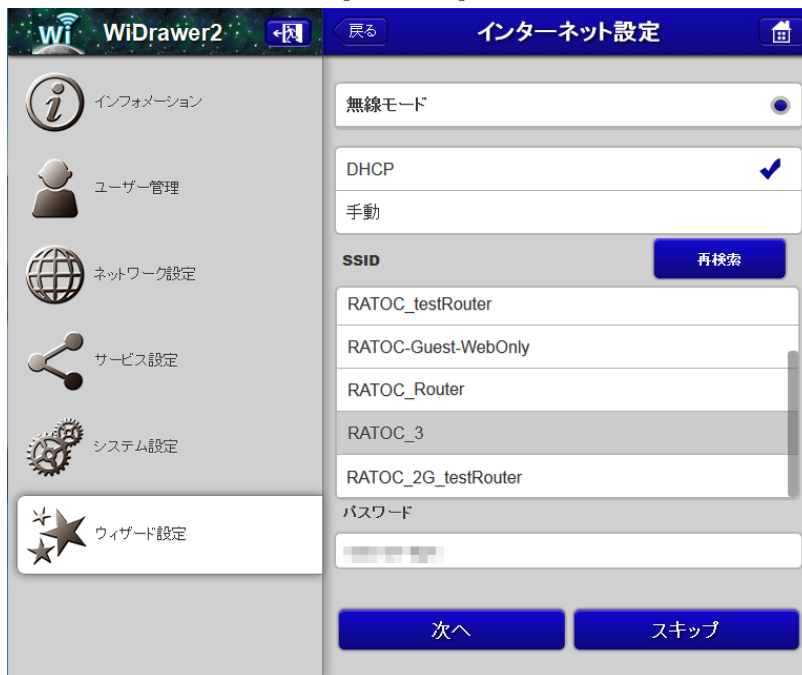 Wi WiDrawer2
インフォメーション
ユーザー管理
ネットワーク設定
サービス設定
システム設定
ウィザード設定
戻る インターネット設定
無線モード
DHCP
手動
SSID 再検索
RATOC_testRouter
RATOC-Guest-WebOnly
RATOC_Router
RATOC_3
RATOC_2G_testRouter
パスワード
次へ スキップ